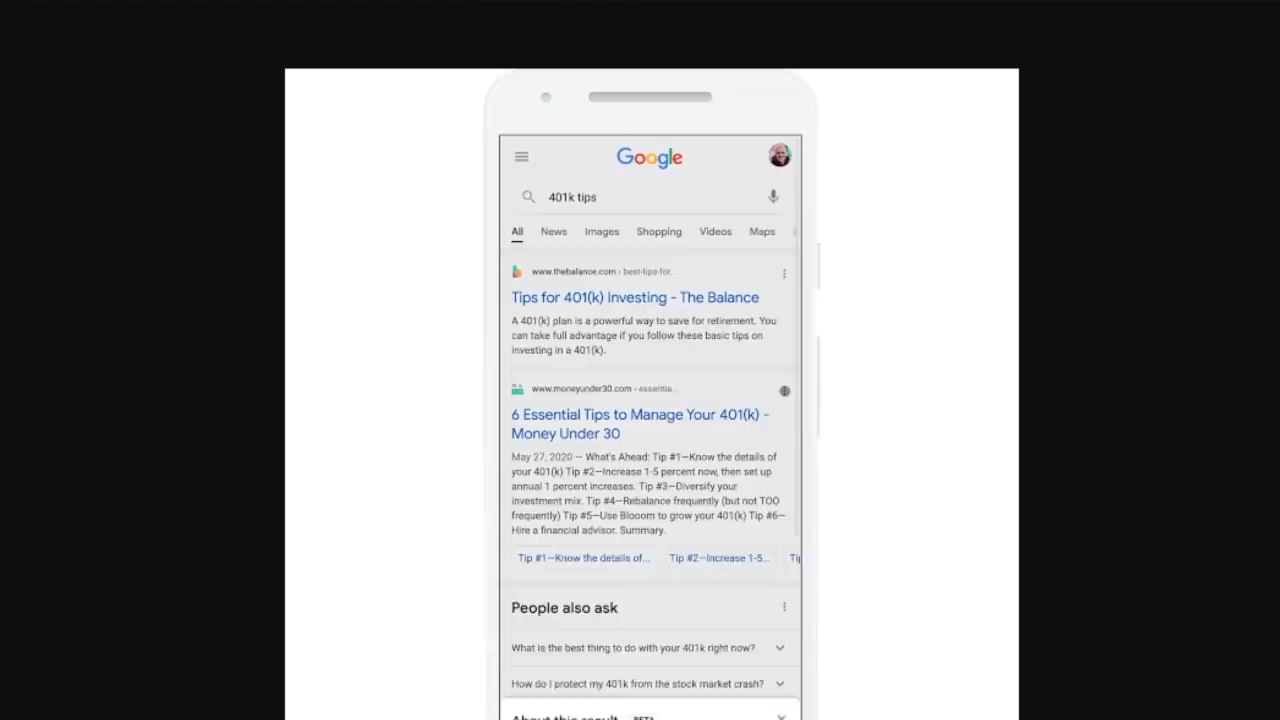 Google
401k tips
All News Images Shopping Videos Maps
www.thebalance.com › best-tips-for...
Tips for 401(k) Investing - The Balance
A 401(k) plan is a powerful way to save for retirement. You
can take full advantage if you follow these basic tips on
investing in a 401(k).
www.moneyunder30.com › essentia...
6 Essential Tips to Manage Your 401(k) -
Money Under 30
May 27, 2020 — What's Ahead: Tip #1—Know the details of
your 401(k) Tip #2—Increase 1-5 percent now, then set up
annual 1 percent increases. Tip #3—Diversify your
investment mix. Tip #4—Rebalance frequently (but not TOO
frequently) Tip #5—Use Blooom to grow your 401(k) Tip #6—
Hire a financial advisor. Summary.
Tip #1—Know the details of... Tip #2—Increase 1-5... Tip
People also ask
What is the best thing to do with your 401k right now?
How do I protect my 401k from the stock market crash?
About this result BETA